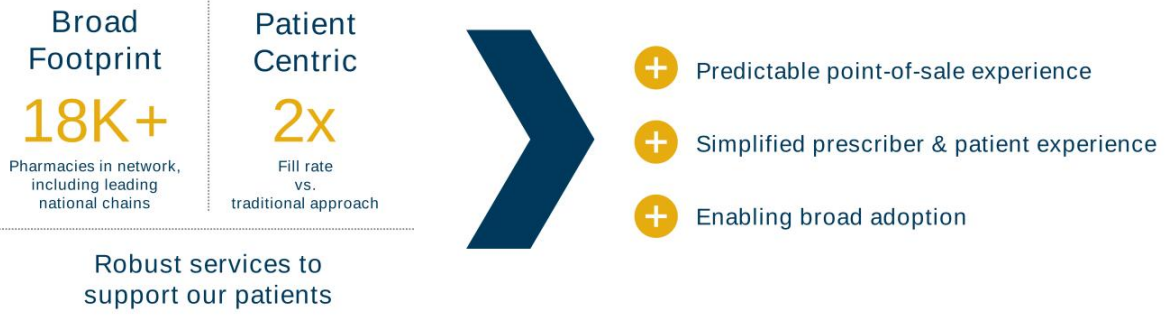 Broad
Footprint
18K+
Pharmacies in network,
including leading
national chains
Patient
Centric
2x
Fill rate
vs.
traditional approach
Robust services to
support our patients
Predictable point-of-sale experience
Simplified prescriber & patient experience
Enabling broad adoption